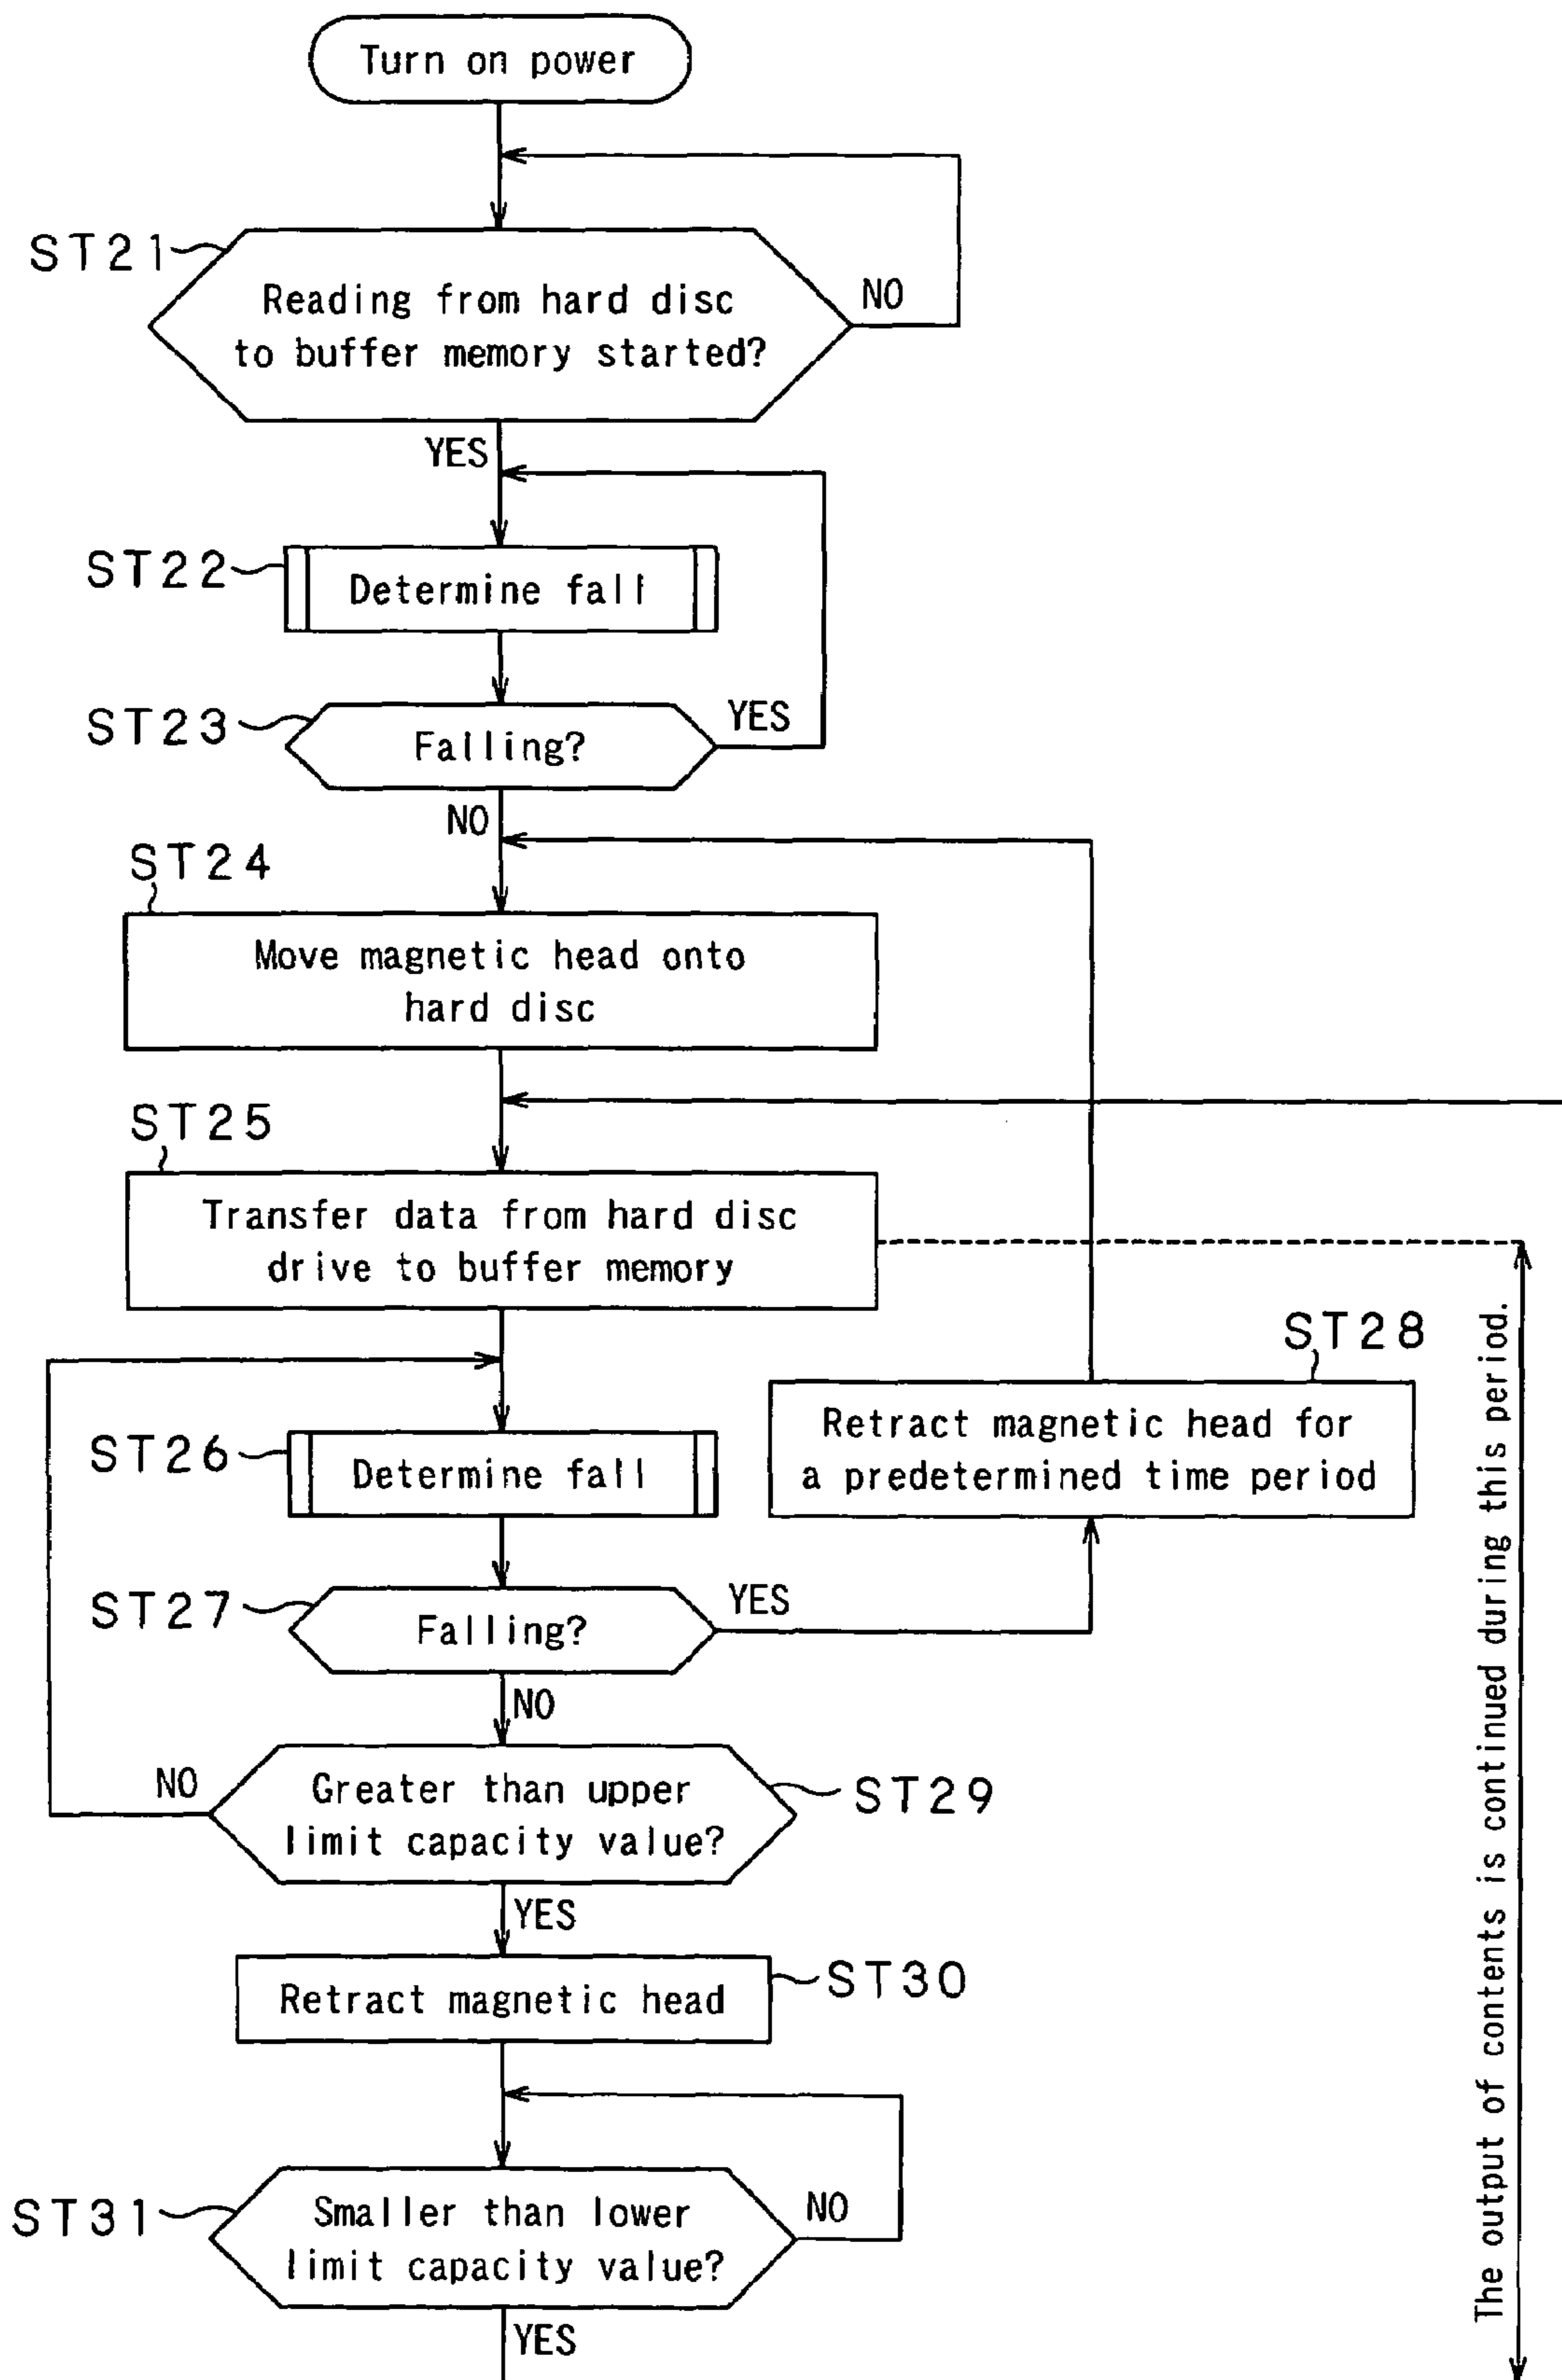 Turn on power
ST21
Reading from hard disc
to buffer memory started?
NO
YES
ST22
Determine fall
ST23
Falling?
YES
NO
ST24
Move magnetic head onto
hard disc
ST25
Transfer data from hard disc
drive to buffer memory
ST28
Retract magnetic head for
a predetermined time period
ST26
Determine fall
ST27
Falling?
YES
NO
NO
Greater than upper
limit capacity value?
ST29
YES
Retract magnetic head
ST30
ST31
Smaller than lower
limit capacity value?
NO
YES
The output of contents is continued during this period.